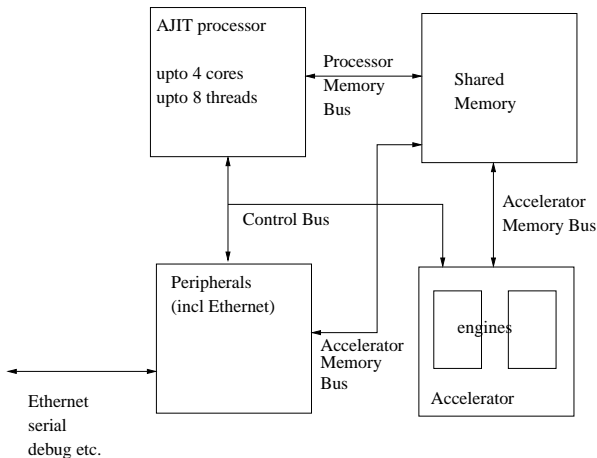 AJIT processor
upto 4 cores
upto 8 threads
Processor
Memory
Bus
Shared
Memory
Control Bus
Accelerator
Memory Bus
Peripherals
(incl Ethernet)
Accelerator
Memory
Bus
engines
Accelerator
Ethernet
serial
debug etc.